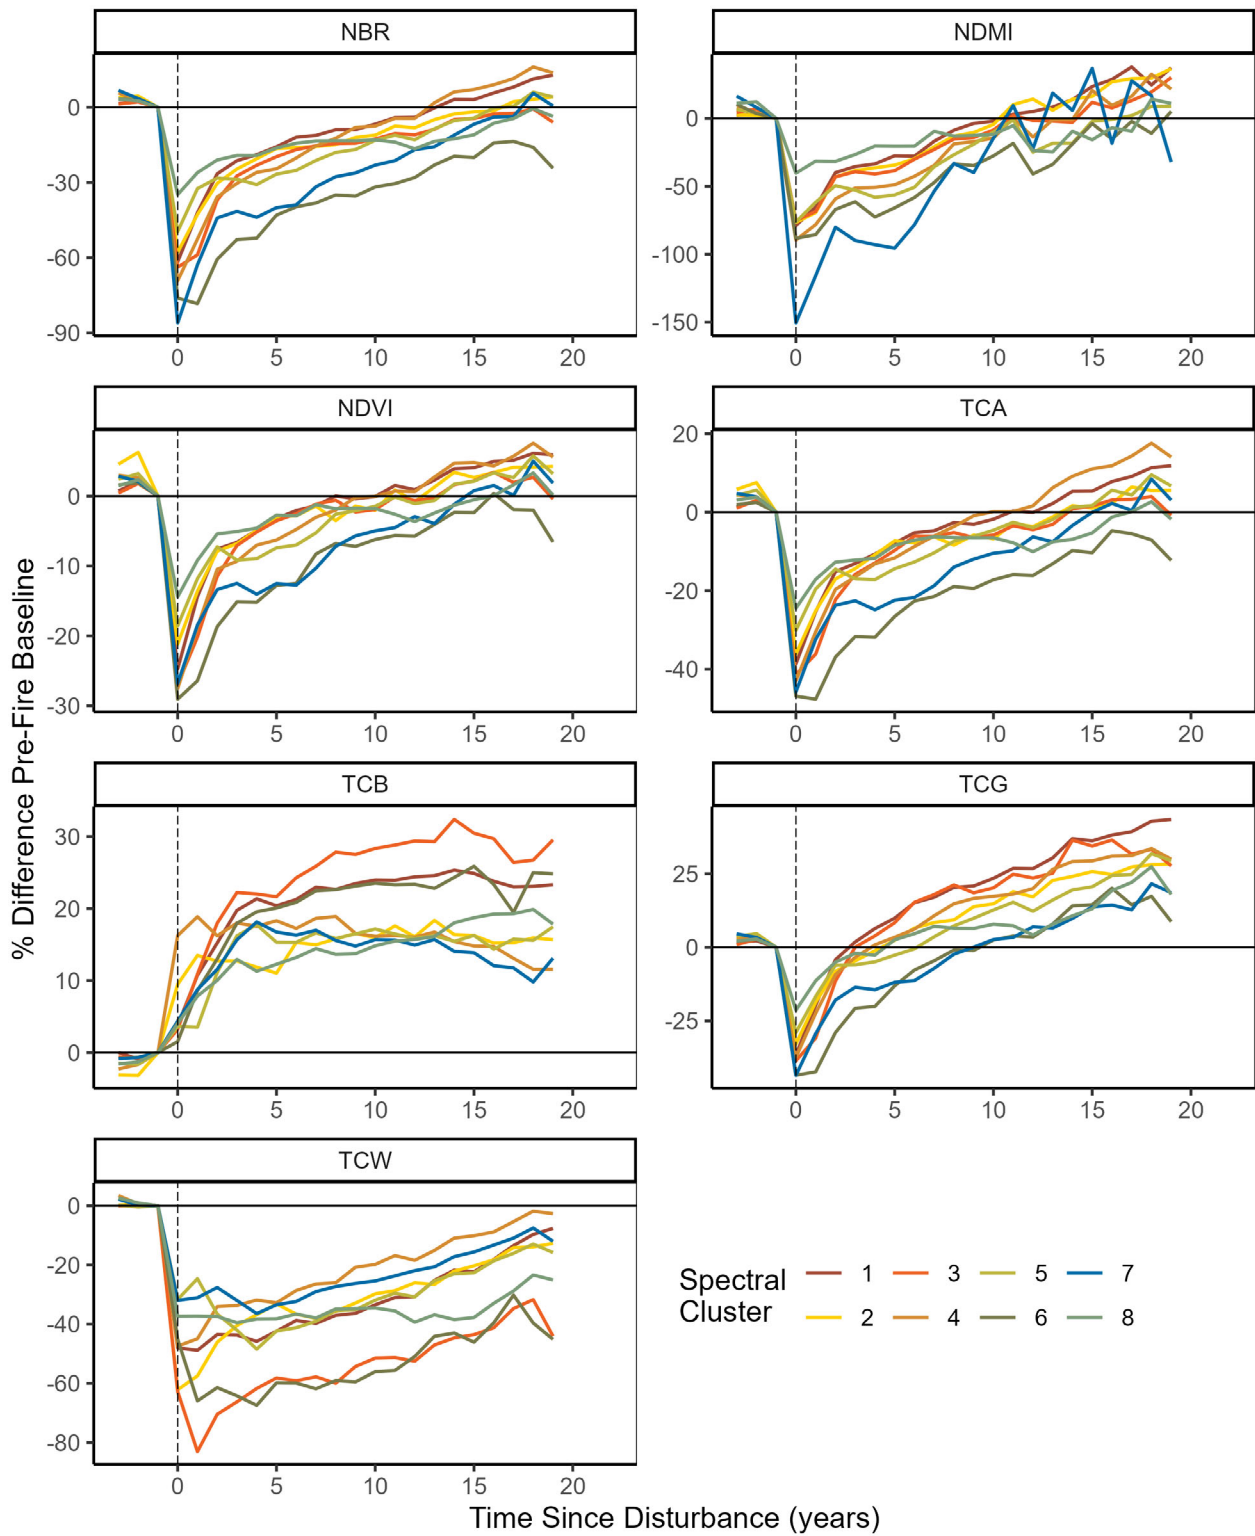 NBR
0
-30
-60
-90
0 5 10 15 20
NDMI
0
-50
-100
-150
0 5 10 15 20
NDVI
0
-10
-20
-30
0 5 10 15 20
TCA
20
0
-20
-40
0 5 10 15 20
TCB
30
20
10
0
0 5 10 15 20
TCG
25
0
-25
0 5 10 15 20
TCW
0
-20
-40
-60
-80
0 5 10 15 20
% Difference Pre-Fire Baseline
Time Since Disturbance (years)
Spectral
Cluster
1 3 5 7
2 4 6 8